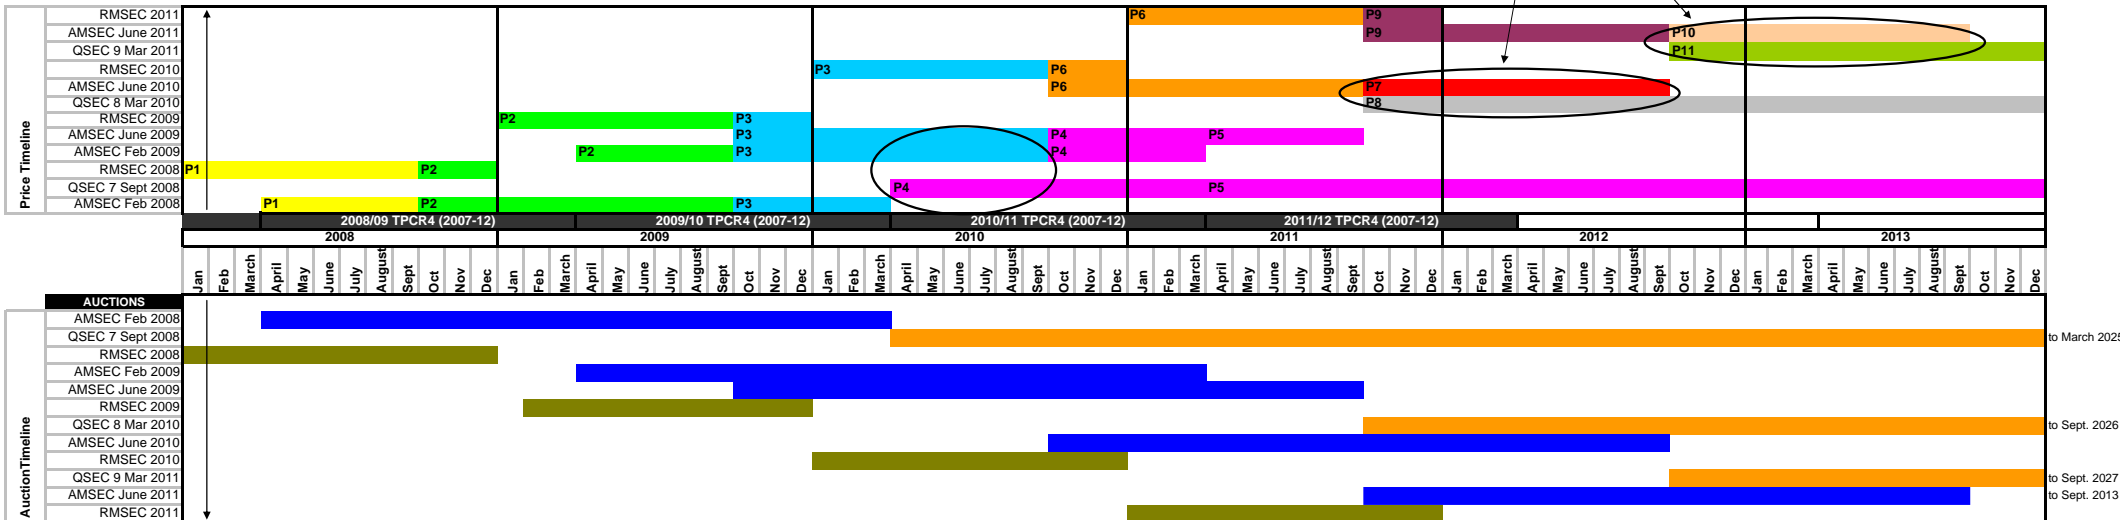 Price Timeline
RMSEC 2011 P6 P9
AMSEC June 2011 P9 P10
QSEC 9 Mar 2011 P11
RMSEC 2010 P3 P6
AMSEC June 2010 P6 P7
QSEC 8 Mar 2010 P8
RMSEC 2009 P2 P3
AMSEC June 2009 P3 P4 P5
AMSEC Feb 2009 P2 P3 P4
RMSEC 2008 P1 P2
QSEC 7 Sept 2008 P4 P5
AMSEC Feb 2008 P1 P2 P3
2008/09 TPCR4 (2007-12) 2009/10 TPCR4 (2007-12) 2010/11 TPCR4 (2007-12) 2011/12 TPCR4 (2007-12)
2008 2009 2010 2011 2012 2013
Jan Feb March April May June July August Sept Oct Nov Dec Jan Feb March April May June July August Sept Oct Nov Dec Jan Feb March April May June July August Sept Oct Nov Dec Jan Feb March April May June July August Sept Oct Nov Dec Jan Feb March April May June July August Sept Oct Nov Dec Jan Feb March April May June July August Sept Oct Nov Dec
AUCTIONS
AuctionTimeline
AMSEC Feb 2008
QSEC 7 Sept 2008 to March 2025
RMSEC 2008
AMSEC Feb 2009
AMSEC June 2009
RMSEC 2009
QSEC 8 Mar 2010 to Sept. 2026
AMSEC June 2010
RMSEC 2010
QSEC 9 Mar 2011 to Sept. 2027
AMSEC June 2011 to Sept. 2013
RMSEC 2011